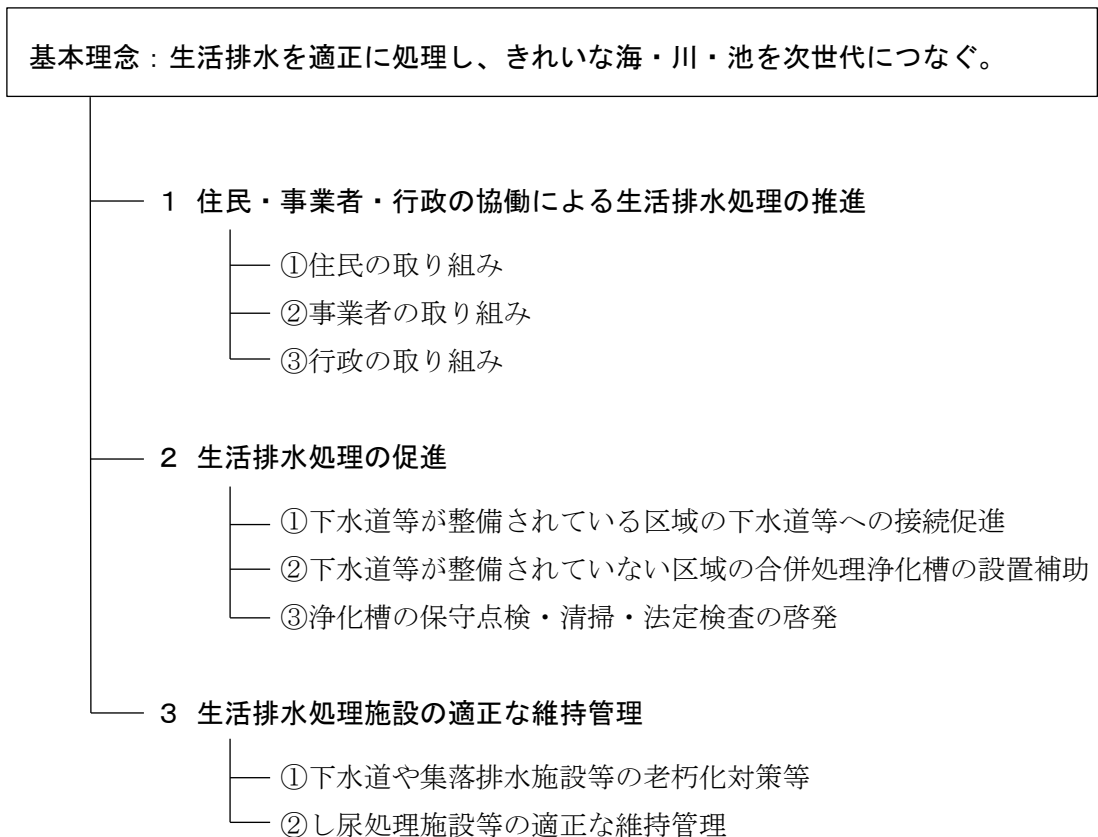 基本理念：生活排水を適正に処理し、きれいな海・川・池を次世代につなぐ。
1 住民・事業者・行政の協働による生活排水処理の推進
①住民の取り組み
②事業者の取り組み
③行政の取り組み
2 生活排水処理の促進
①下水道等が整備されている区域の下水道等への接続促進
②下水道等が整備されていない区域の合併処理浄化槽の設置補助
③浄化槽の保守点検・清掃・法定検査の啓発
3 生活排水処理施設の適正な維持管理
①下水道や集落排水施設等の老朽化対策等
②し尿処理施設等の適正な維持管理